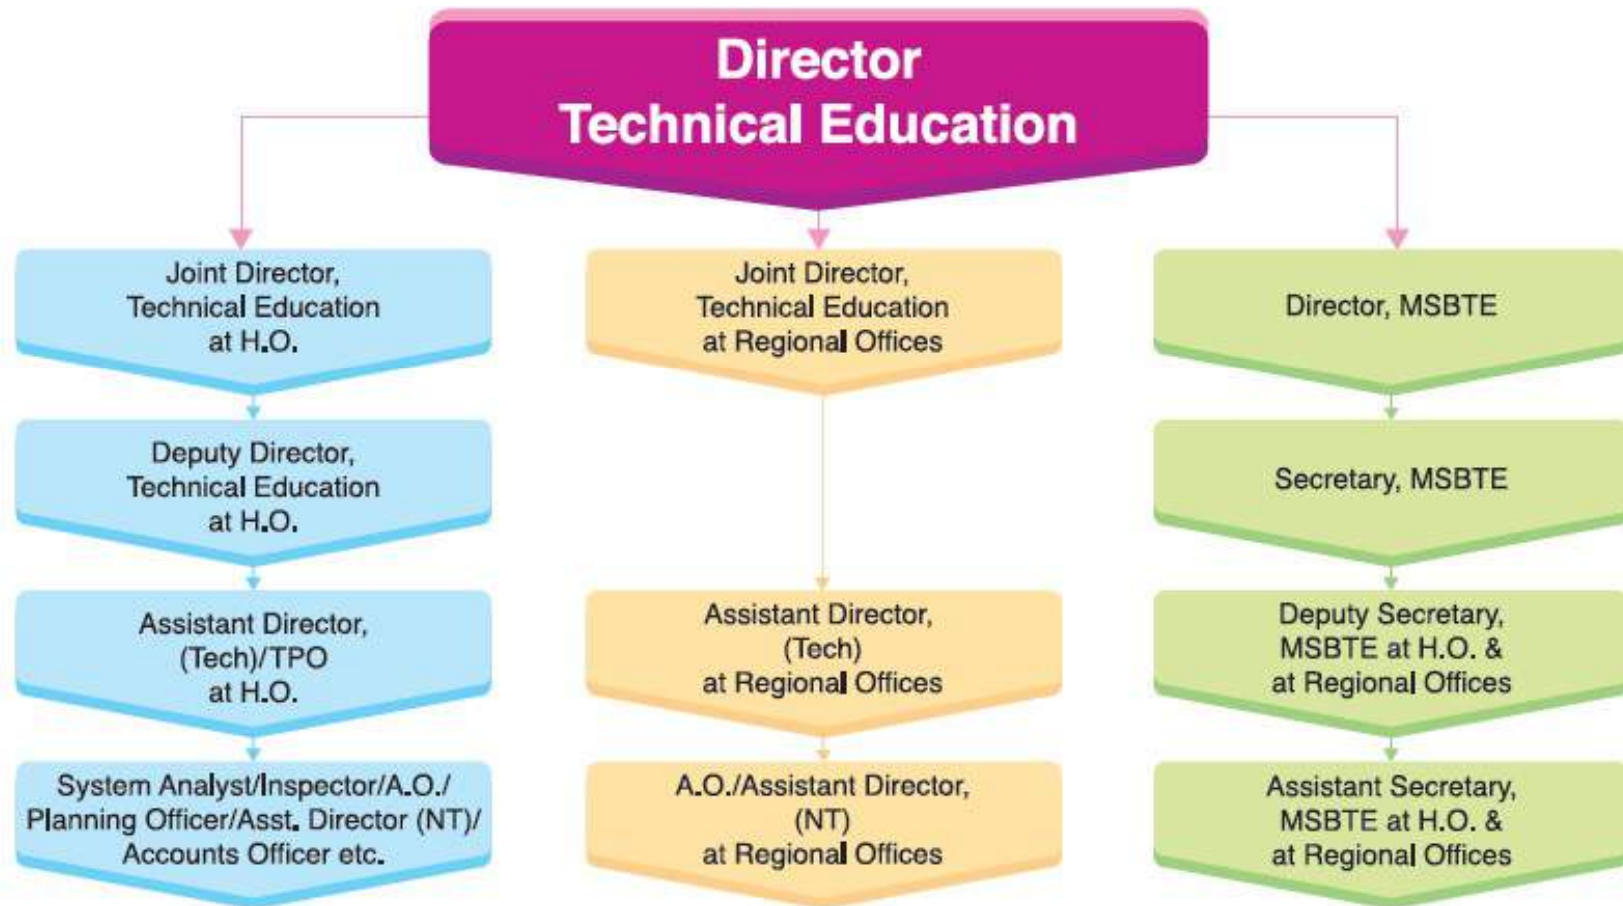 Director
Technical Education
Joint Director,
Technical Education
at H.O.
Deputy Director,
Technical Education
at H.O.
Assistant Director,
(Tech)/TPO
at H.O.
System Analyst/Inspector/A.O./
Planning Officer/Asst. Director (NT)/
Accounts Officer etc.
Joint Director,
Technical Education
at Regional Offices
Assistant Director,
(Tech)
at Regional Offices
A.O./Assistant Director,
(NT)
at Regional Offices
Director, MSBTE
Secretary, MSBTE
Deputy Secretary,
MSBTE at H.O. &
at Regional Offices
Assistant Secretary,
MSBTE at H.O. &
at Regional Offices